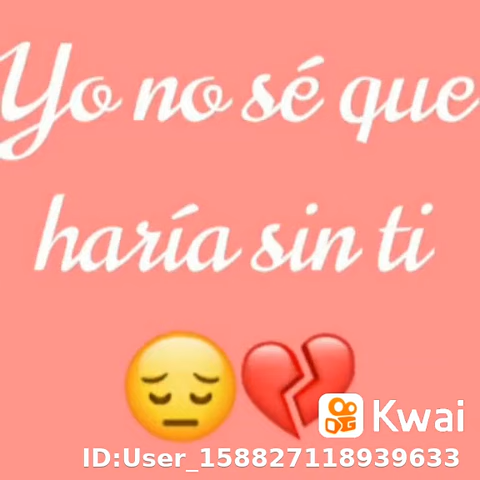 Yo no sé que
haría sin ti
Kwai
ID:User_158827118939633